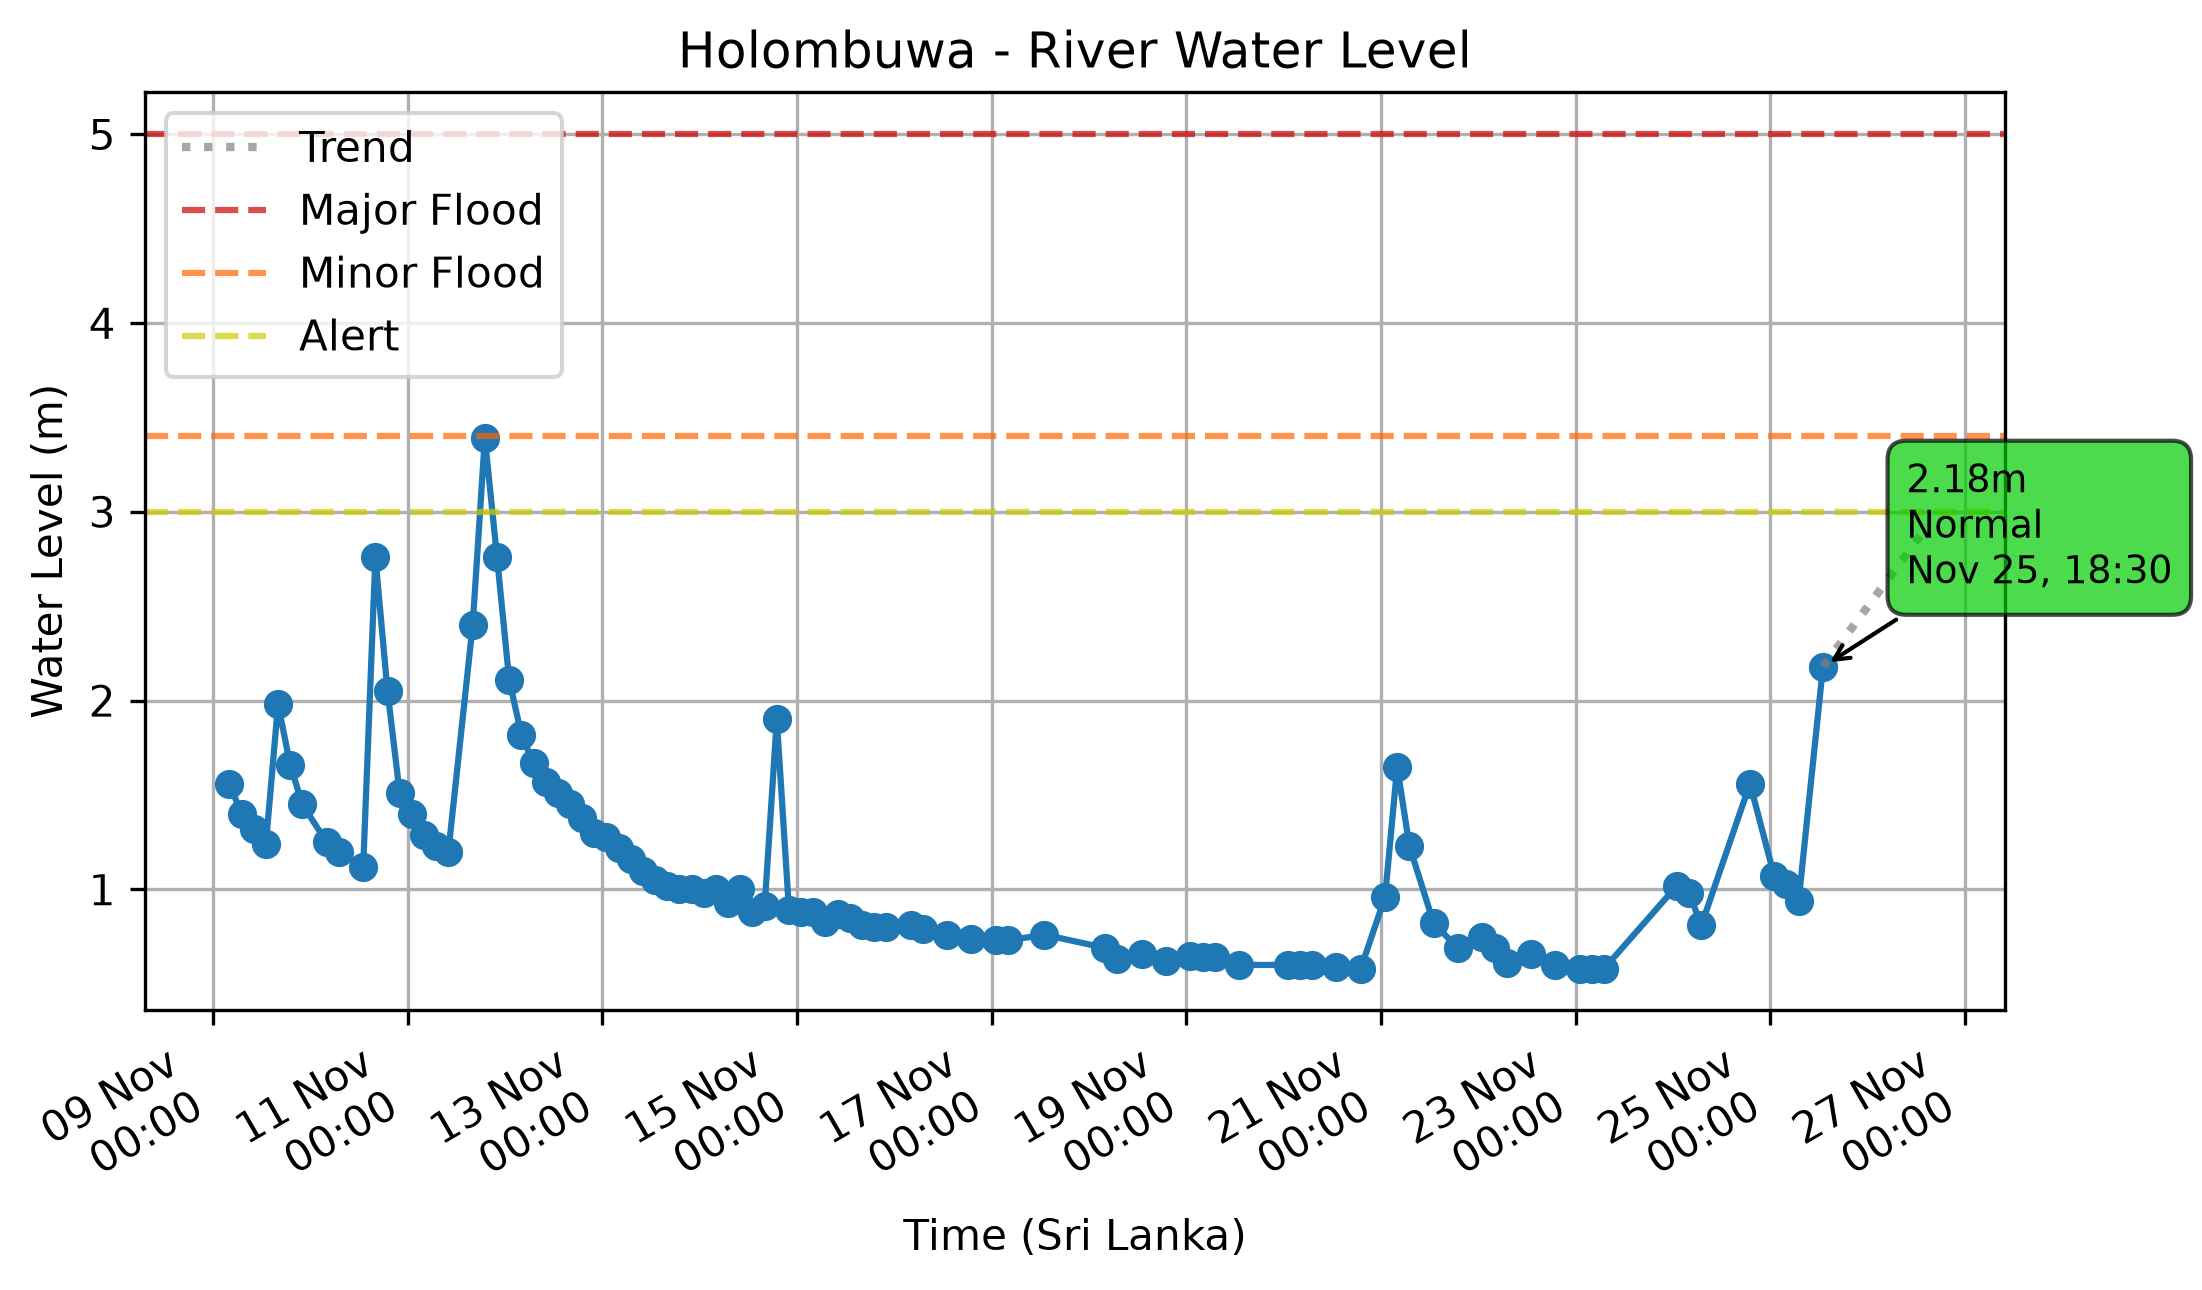 Holombuwa - River Water Level
Trend
Major Flood
Minor Flood
Alert
5
4
3
2
1
Water Level (m)
2.18m
Normal
Nov 25, 18:30
09 Nov
00:00
11 Nov
00:00
13 Nov
00:00
15 Nov
00:00
17 Nov
00:00
19 Nov
00:00
21 Nov
00:00
23 Nov
00:00
25 Nov
00:00
27 Nov
00:00
Time (Sri Lanka)